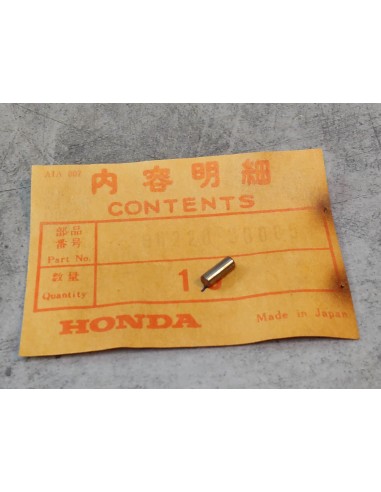 内容明細
CONTENTS
部品
番号
Part No.
数量
Quantity
1
HONDA
Made in Japan